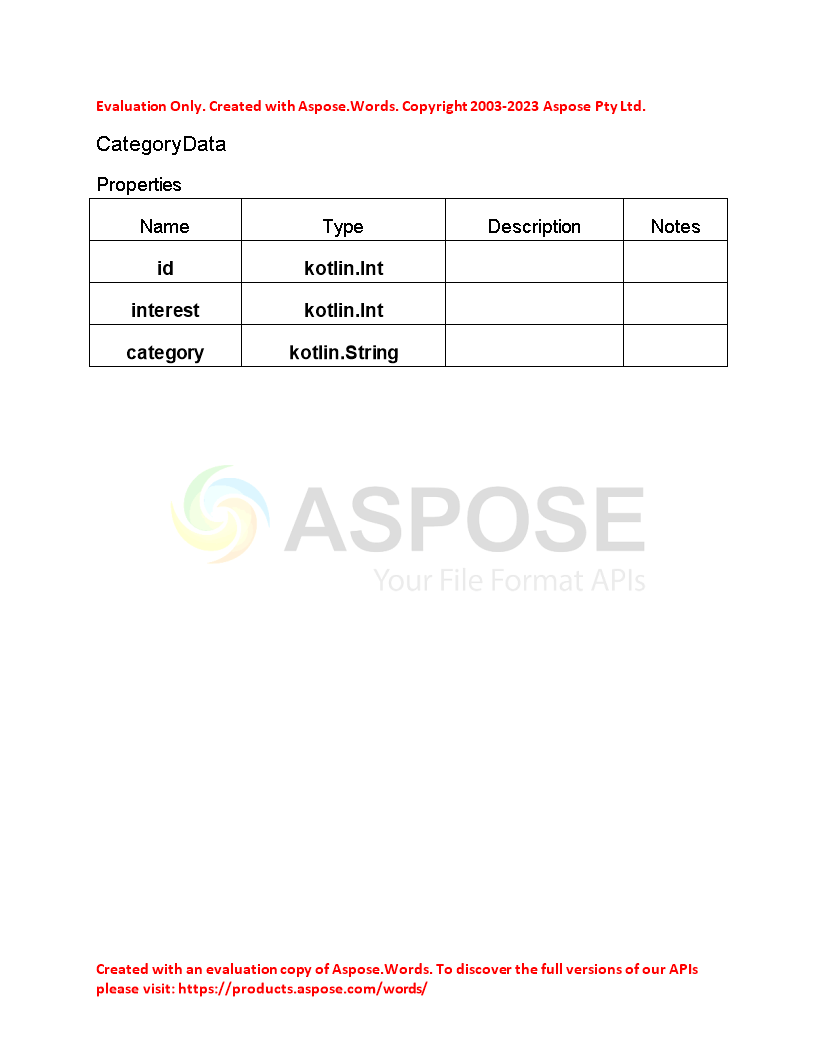 Evaluation Only. Created with Aspose.Words. Copyright 2003-2023 Aspose Pty Ltd.
CategoryData
Properties
Name Type Description Notes
id kotlin.Int
interest kotlin.Int
category kotlin.String
ASPOSE
Your File Format APIs
Created with an evaluation copy of Aspose.Words. To discover the full versions of our APIs
please visit: https://products.aspose.com/words/